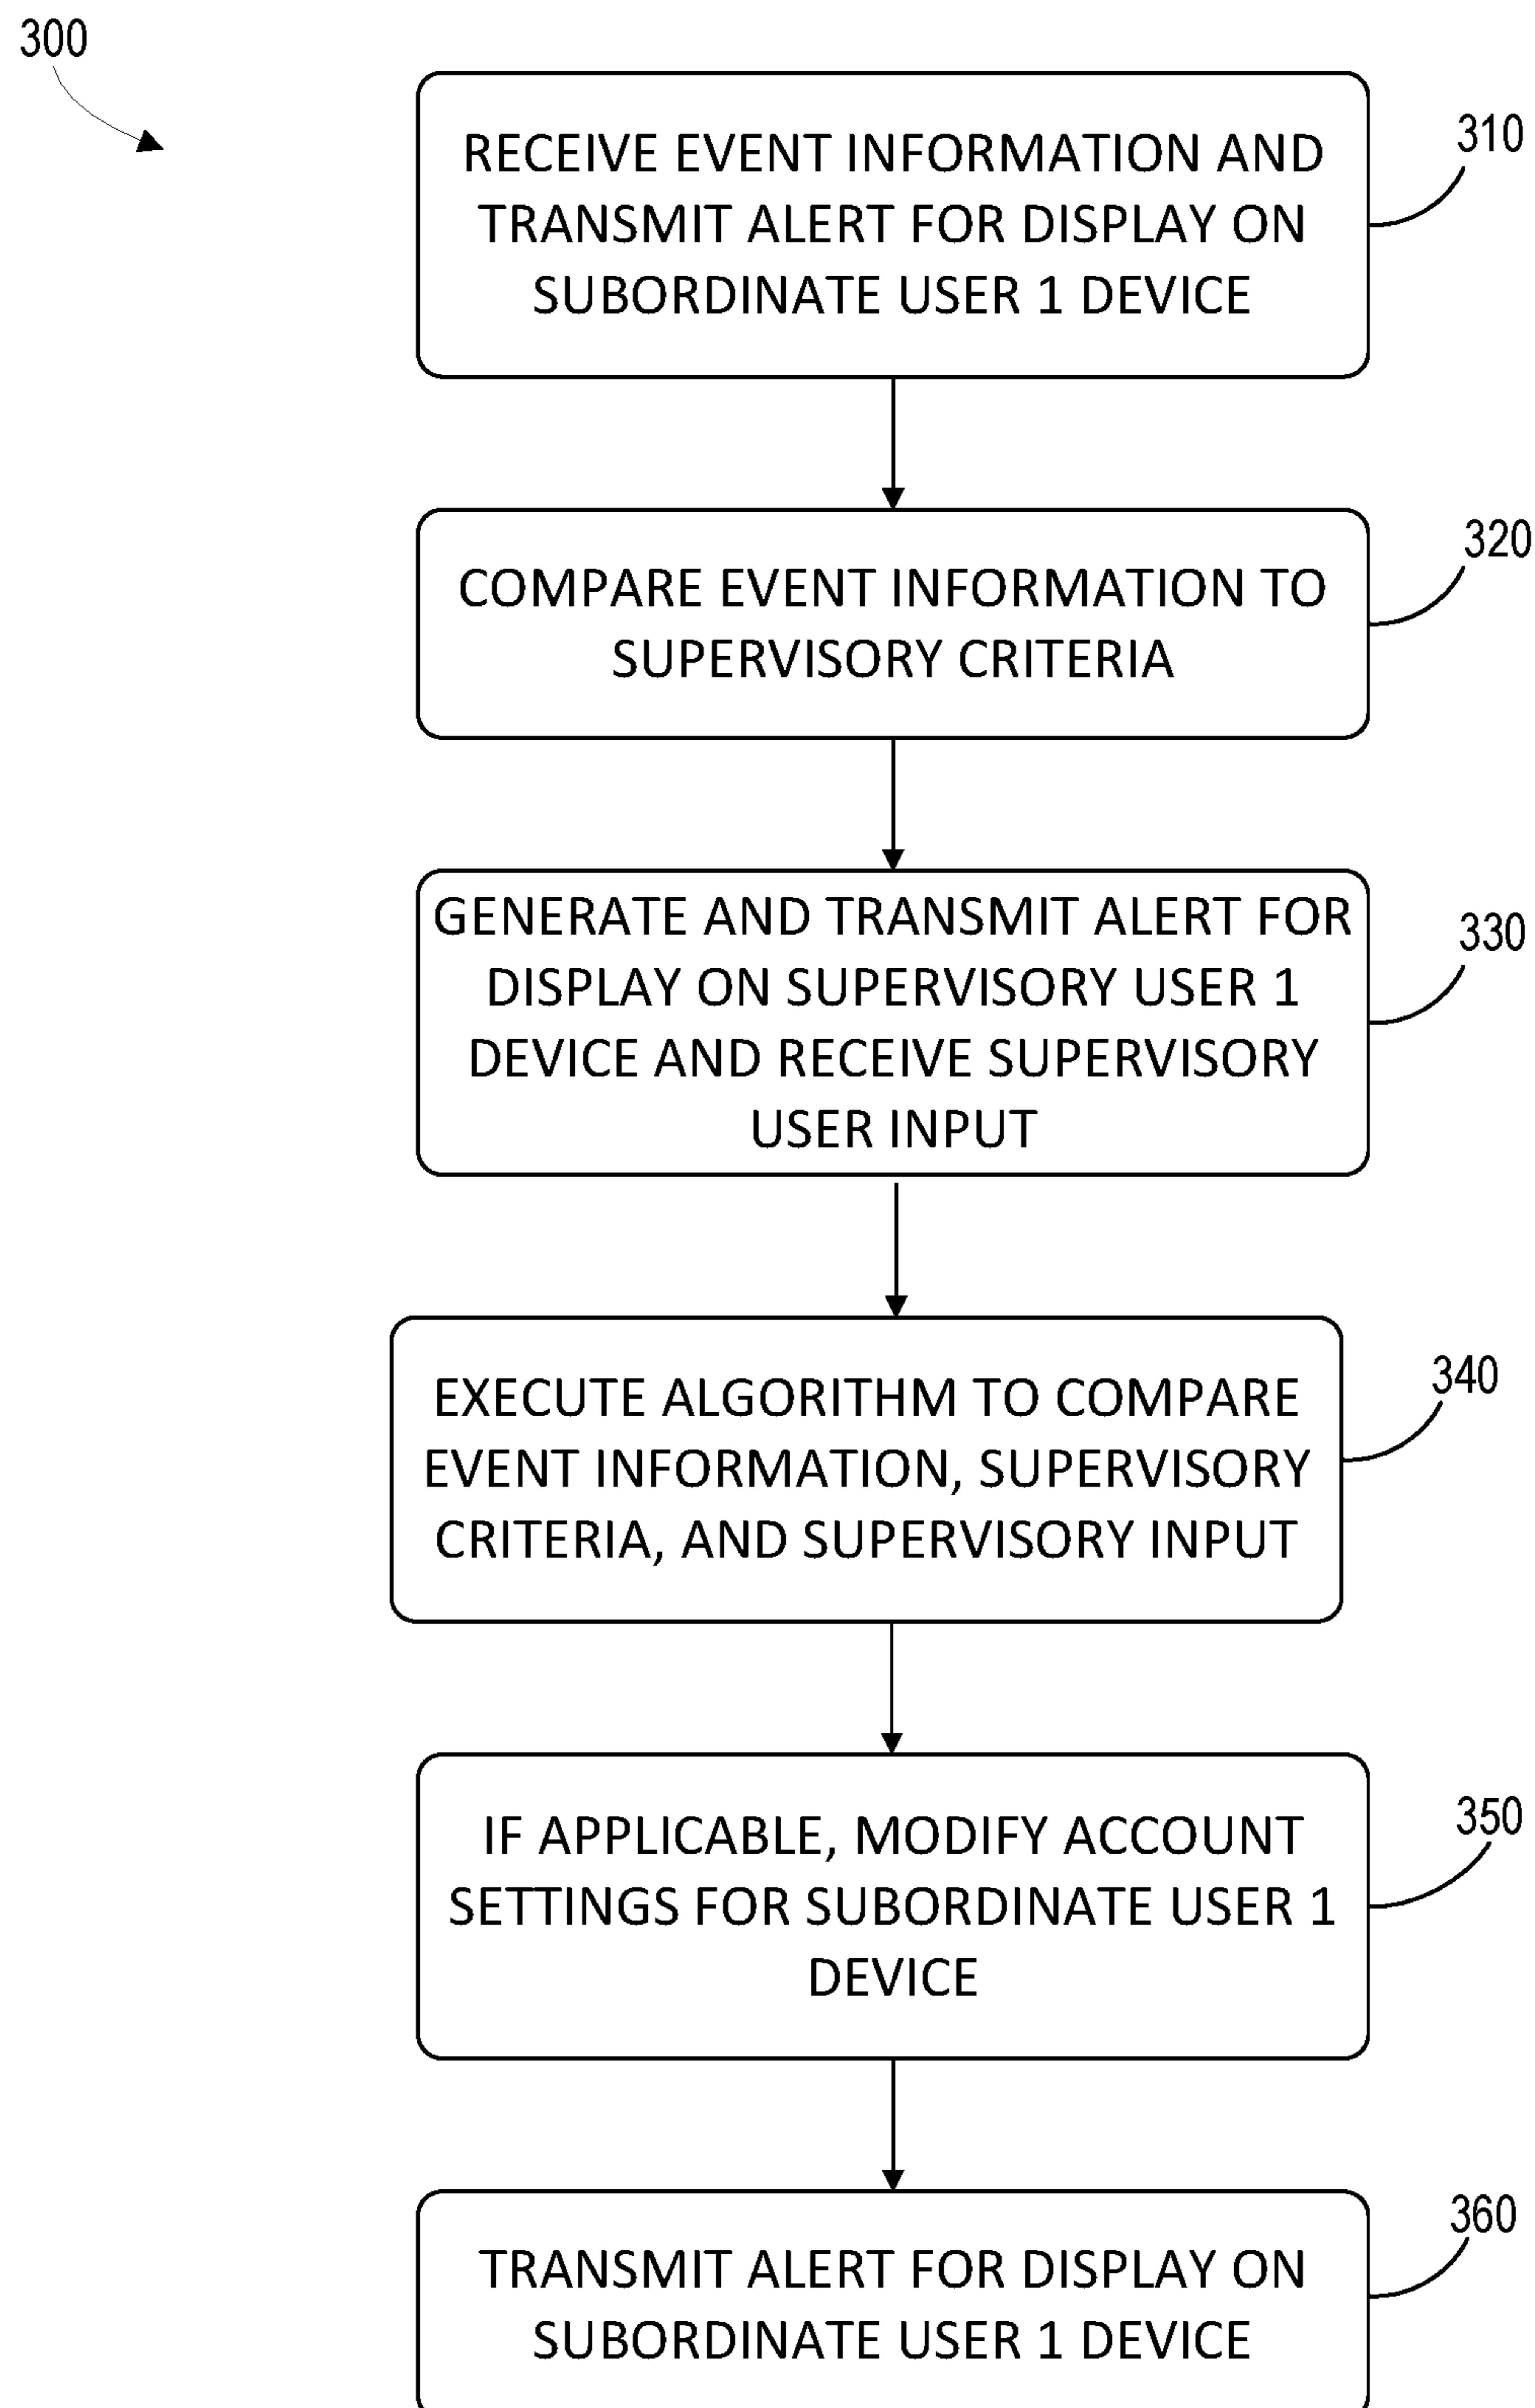 300
RECEIVE EVENT INFORMATION AND
TRANSMIT ALERT FOR DISPLAY ON
SUBORDINATE USER 1 DEVICE
310
COMPARE EVENT INFORMATION TO
SUPERVISORY CRITERIA
320
GENERATE AND TRANSMIT ALERT FOR
DISPLAY ON SUPERVISORY USER 1
DEVICE AND RECEIVE SUPERVISORY
USER INPUT
330
EXECUTE ALGORITHM TO COMPARE
EVENT INFORMATION, SUPERVISORY
CRITERIA, AND SUPERVISORY INPUT
340
IF APPLICABLE, MODIFY ACCOUNT
SETTINGS FOR SUBORDINATE USER 1
DEVICE
350
TRANSMIT ALERT FOR DISPLAY ON
SUBORDINATE USER 1 DEVICE
360